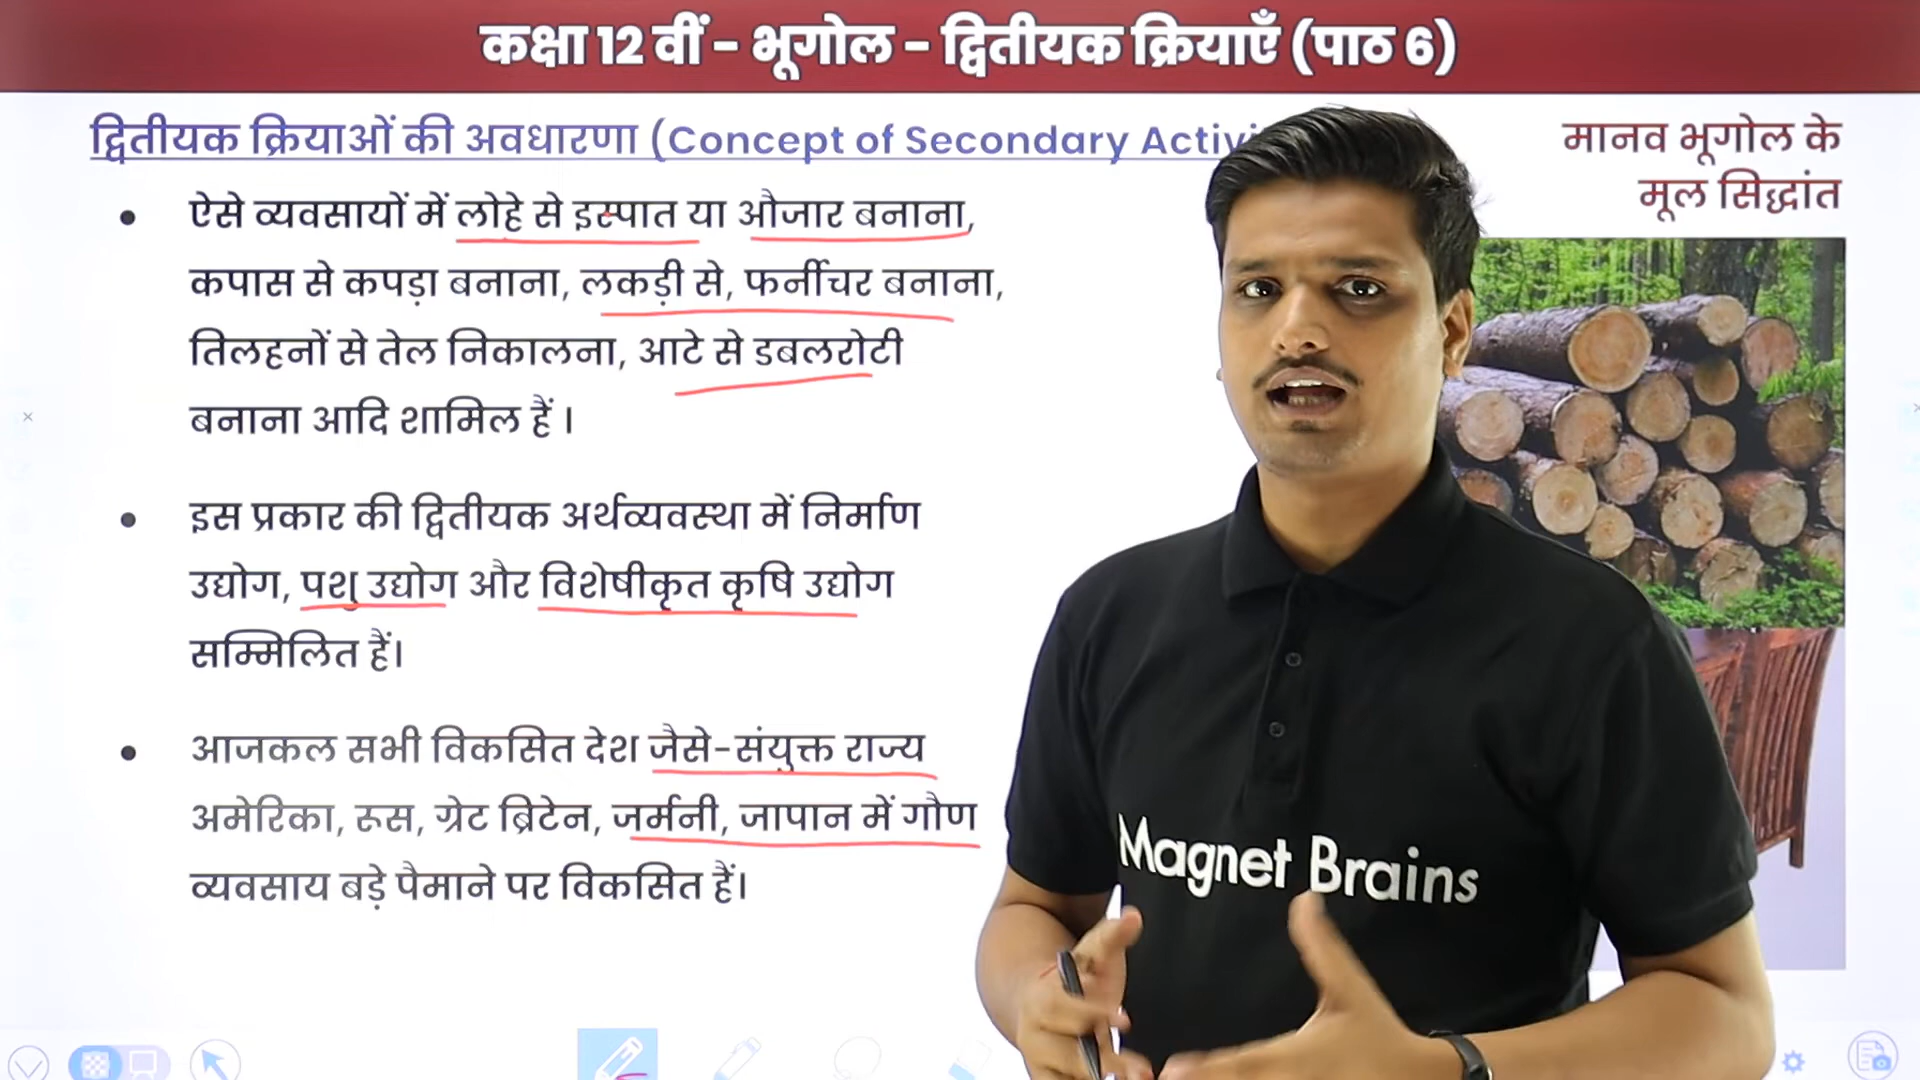 कक्षा 12 वीं - भूगोल - द्वितीयक क्रियाएँ (पाठ 6)
द्वितीयक क्रियाओं की अवधारणा (Concept of Secondary
मानव भूगोल के
मूल सिद्धांत
ऐसे व्यवसायों में लोहे से इस्पात या औजार बनाना,
कपास से कपड़ा बनाना, लकड़ी से, फर्नीचर बनाना,
तिलहनों से तेल निकालना, आटे से डबलरोटी
बनाना आदि शामिल हैं ।
इस प्रकार की द्वितीयक अर्थव्यवस्था में निर्माण
उद्योग, पशु उद्योग और विशेषीकृत कृषि उद्योग
सम्मिलित हैं।
आजकल सभी विकसित देश जैसे-संयुक्त राज्य
अमेरिका, रूस, ग्रेट ब्रिटेन, जर्मनी, जापान में गौण
व्यवसाय बड़े पैमाने पर विकसित हैं।
Magnet Brains